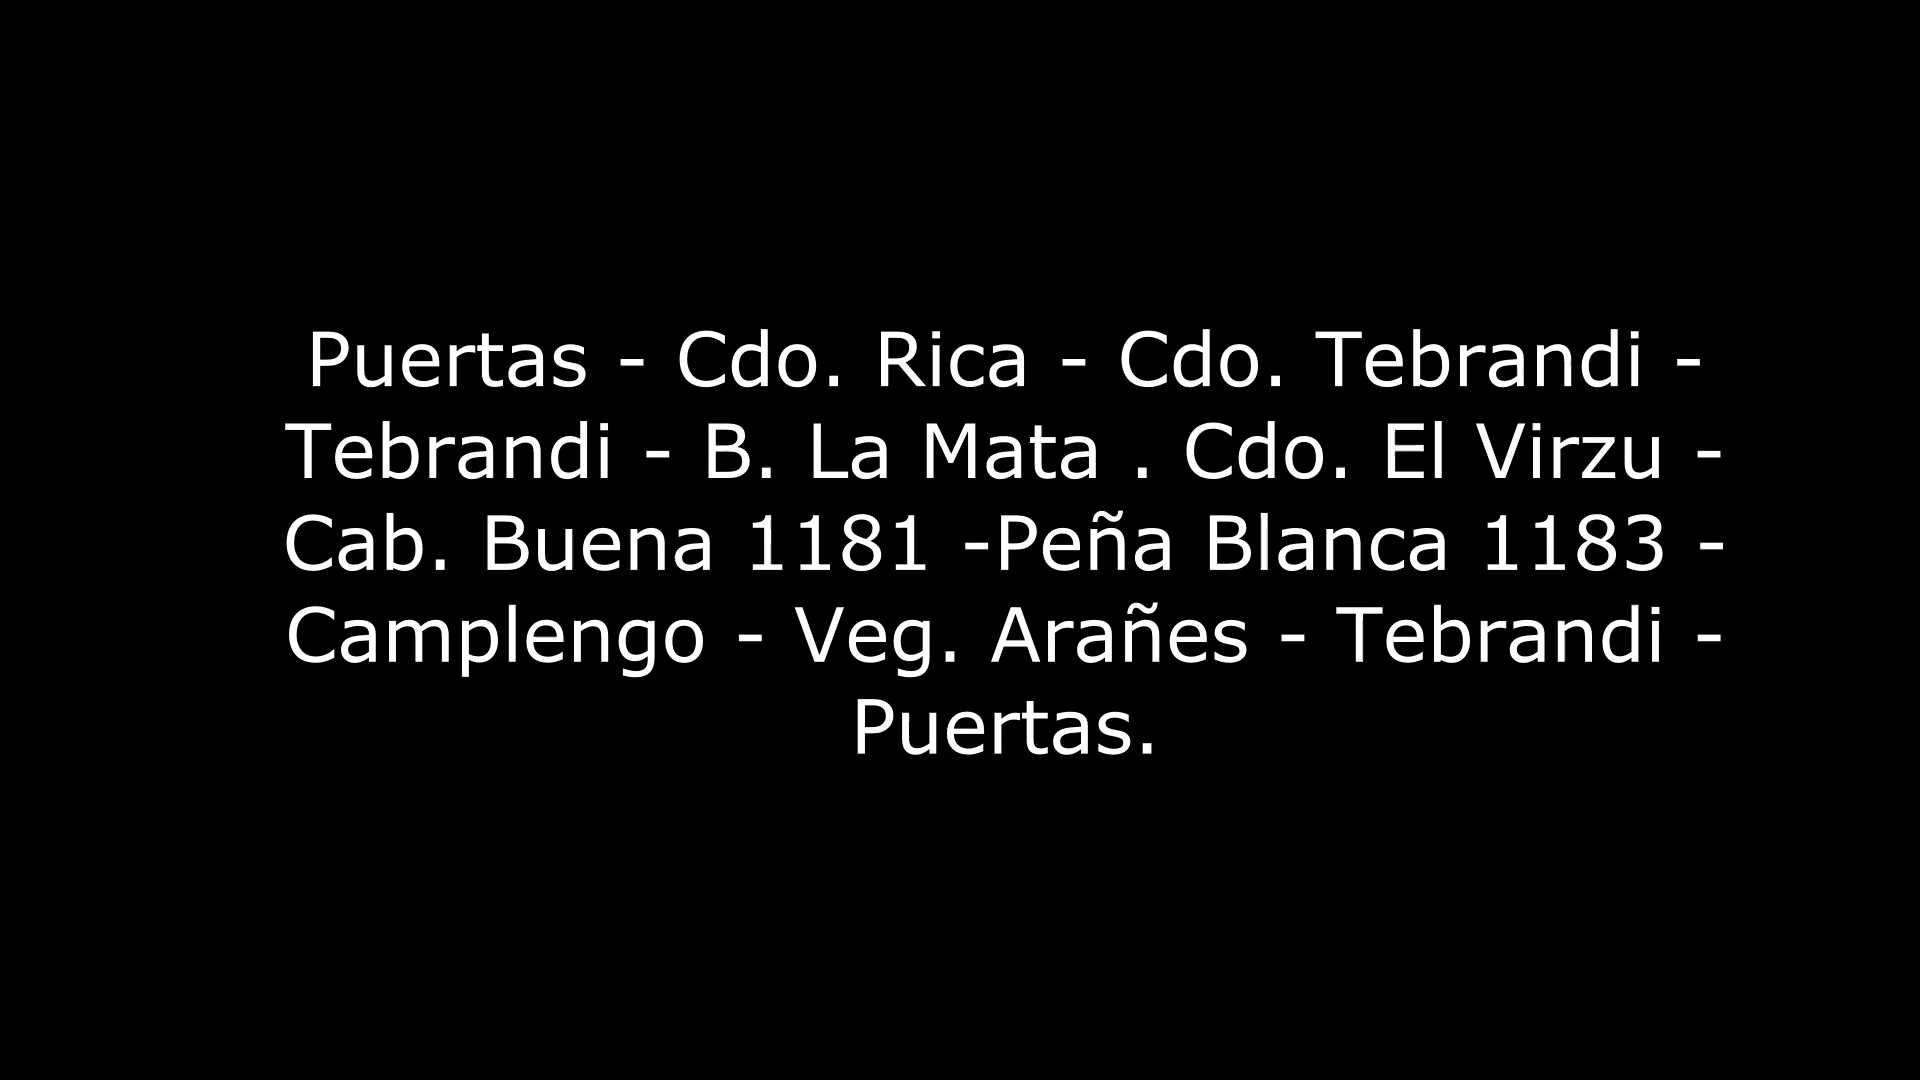 Puertas - Cdo. Rica - Cdo. Tebrandi -
Tebrandi - B. La Mata . Cdo. El Virzu -
Cab. Buena 1181 -Peña Blanca 1183 -
Camplengo - Veg. Arañes - Tebrandi -
Puertas.